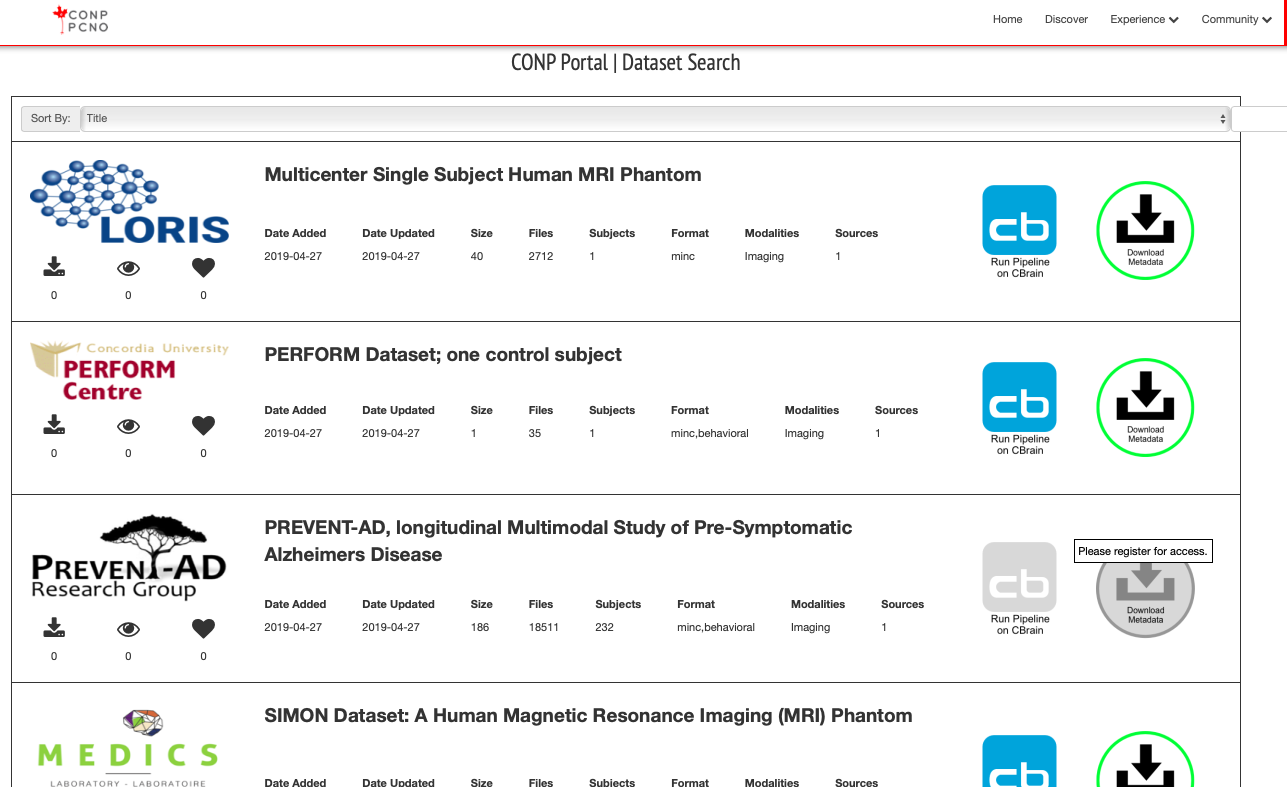 CONP
PCNO
Home Discover Experience Community
CONP Portal | Dataset Search
Sort By: Title
LORIS
Multicenter Single Subject Human MRI Phantom
Date Added Date Updated Size Files Subjects Format Modalities Sources
2019-04-27 2019-04-27 40 2712 1 minc Imaging 1
0 0 0
cb
Run Pipeline
on CBrain
Download
Metadata
Concordia University
PERFORM
Centre
PERFORM Dataset; one control subject
Date Added Date Updated Size Files Subjects Format Modalities Sources
2019-04-27 2019-04-27 1 35 1 minc,behavioral Imaging 1
0 0 0
cb
Run Pipeline
on CBrain
Download
Metadata
PREVENT-AD
Research Group
PREVENT-AD, longitudinal Multimodal Study of Pre-Symptomatic
Alzheimers Disease
Date Added Date Updated Size Files Subjects Format Modalities Sources
2019-04-27 2019-04-27 186 18511 232 minc,behavioral Imaging 1
0 0 0
cb
Run Pipeline
on CBrain
Please register for access.
Download
Metadata
MEDICS
LABORATORY - LABORATOIRE
SIMON Dataset: A Human Magnetic Resonance Imaging (MRI) Phantom
Date Added Date Updated Size Files Subjects Format Modalities Sources
cb